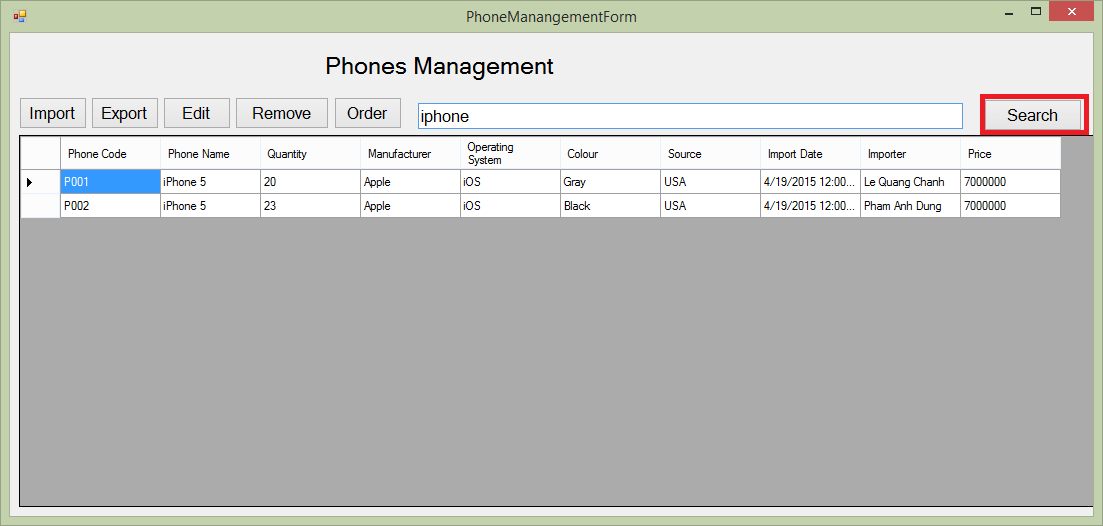 PhoneManangementForm
Phones Management
Import Export Edit Remove Order iphone Search
Phone Code Phone Name Quantity Manufacturer Operating System Colour Source Import Date Importer Price
P001 iPhone 5 20 Apple iOS Gray USA 4/19/2015 12:00... Le Quang Chanh 7000000
P002 iPhone 5 23 Apple iOS Black USA 4/19/2015 12:00... Pham Anh Dung 7000000